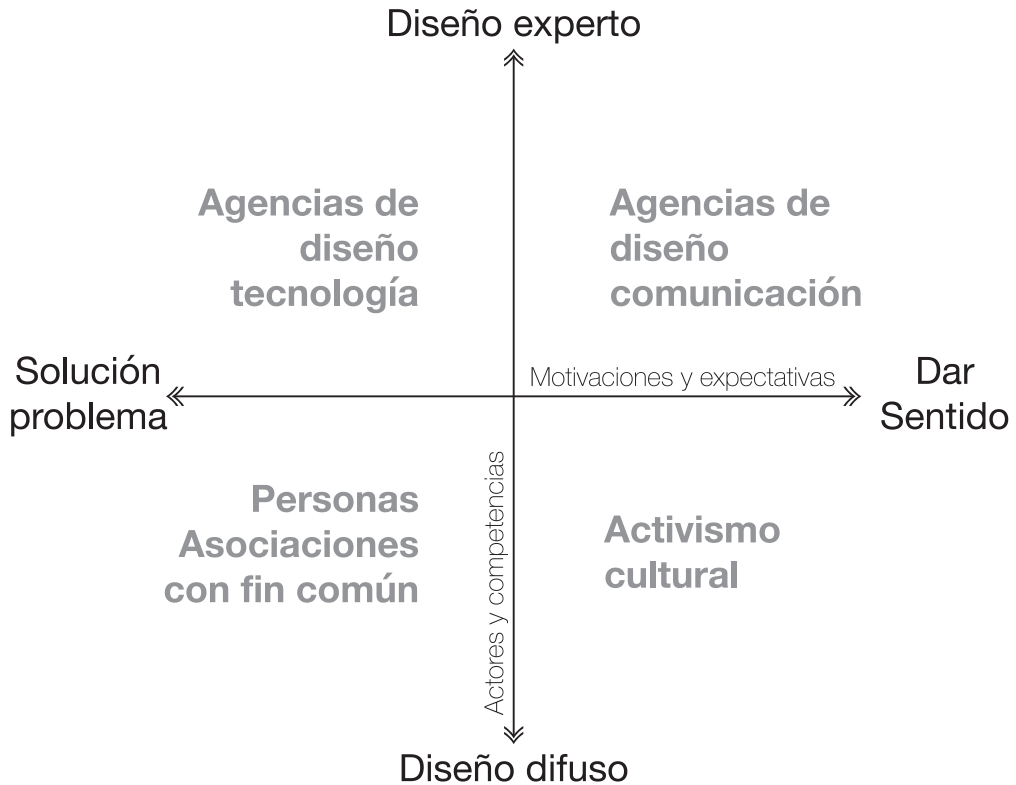 Diseño experto
Agencias de
diseño
tecnología
Agencias de
diseño
comunicación
Solución
problema
Motivaciones y expectativas
Dar
Sentido
Actores y competencias
Personas
Asociaciones
con fin común
Activismo
cultural
Diseño difuso